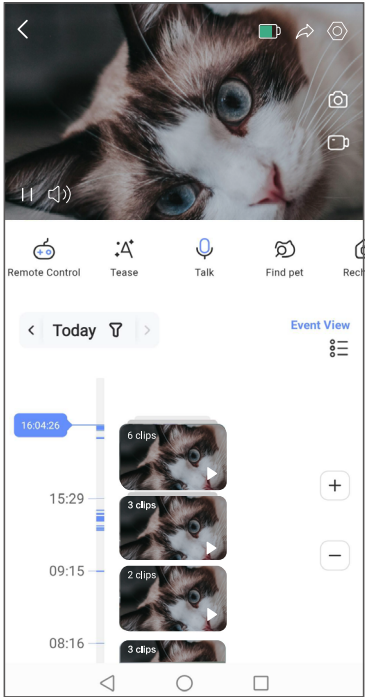 Remote Control
Tease
Talk
Find pet
Today
Event View
16:04:26
6 clips
15:29
3 clips
09:15
2 clips
08:16
3 clips